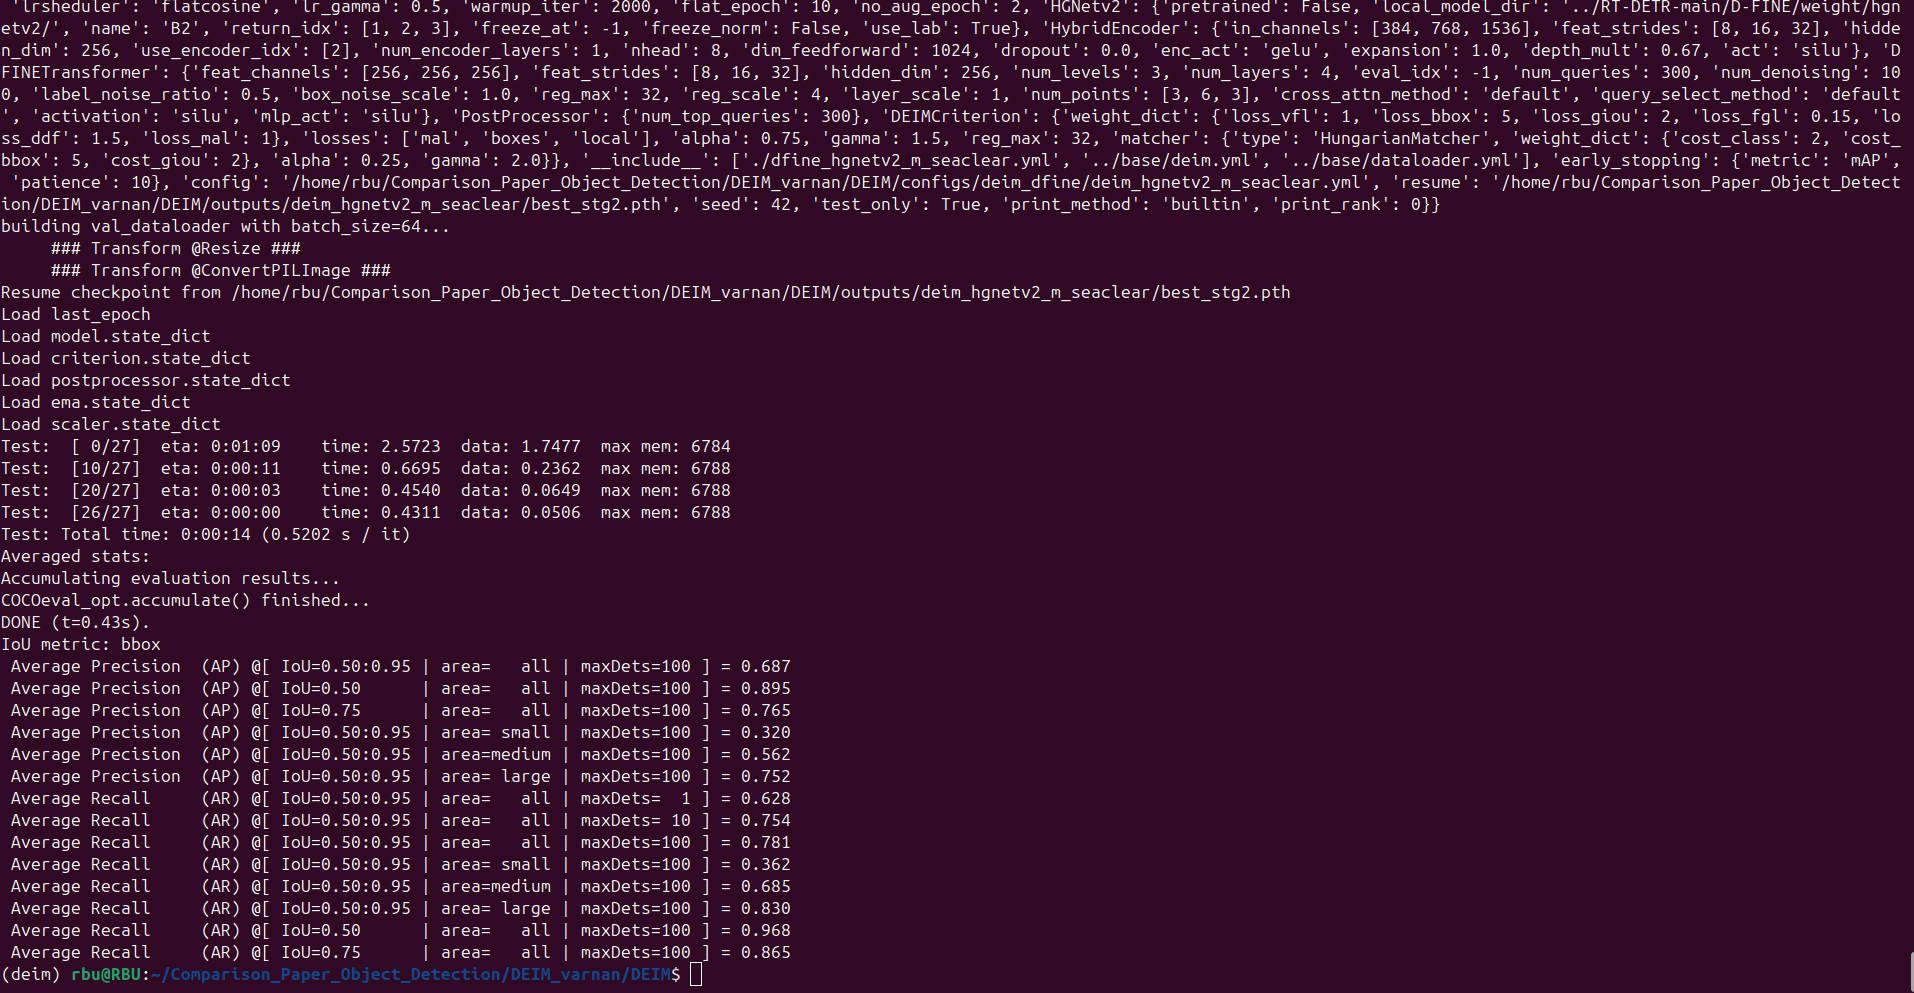 'lrsheduler': 'flatcosine', 'lr_gamma': 0.5, 'warmup_iter': 2000, 'flat_epoch': 10, 'no_aug_epoch': 2, 'HGNetv2': {'pretrained': False, 'local_model_dir': '../RT-DETR-main/D-FINE/weight/hgn
etv2/', 'name': 'B2', 'return_idx': [1, 2, 3], 'freeze_at': -1, 'freeze_norm': False, 'use_lab': True}, 'HybridEncoder': {'in_channels': [384, 768, 1536], 'feat_strides': [8, 16, 32], 'hidde
n_dim': 256, 'use_encoder_idx': [2], 'num_encoder_layers': 1, 'nhead': 8, 'dim_feedforward': 1024, 'dropout': 0.0, 'enc_act': 'gelu', 'expansion': 1.0, 'depth_mult': 0.67, 'act': 'silu'}, 'D
FINETransformer': {'feat_channels': [256, 256, 256], 'feat_strides': [8, 16, 32], 'hidden_dim': 256, 'num_levels': 3, 'num_layers': 4, 'eval_idx': -1, 'num_queries': 300, 'num_denoising': 10
0, 'label_noise_ratio': 0.5, 'box_noise_scale': 1.0, 'reg_max': 32, 'reg_scale': 4, 'layer_scale': 1, 'num_points': [3, 6, 3], 'cross_attn_method': 'default', 'query_select_method': 'default
', 'activation': 'silu', 'mlp_act': 'silu'}, 'PostProcessor': {'num_top_queries': 300}, 'DEIMCriterion': {'weight_dict': {'loss_vfl': 1, 'loss_bbox': 5, 'loss_giou': 2, 'loss_fgl': 0.15, 'lo
ss_ddf': 1.5, 'loss_mal': 1}, 'losses': ['mal', 'boxes', 'local'], 'alpha': 0.75, 'gamma': 1.5, 'reg_max': 32, 'matcher': {'type': 'HungarianMatcher', 'weight_dict': {'cost_class': 2, 'cost_
bbox': 5, 'cost_giou': 2}, 'alpha': 0.25, 'gamma': 2.0}}, '__include__': ['./dfine_hgnetv2_m_seaclear.yml', '../base/deim.yml', '../base/dataloader.yml'], 'early_stopping': {'metric': 'mAP',
 'patience': 10}, 'config': '/home/rbu/Comparison_Paper_Object_Detection/DEIM_varnan/DEIM/configs/deim_dfine/deim_hgnetv2_m_seaclear.yml', 'resume': '/home/rbu/Comparison_Paper_Object_Detect
ion/DEIM_varnan/DEIM/outputs/deim_hgnetv2_m_seaclear/best_stg2.pth', 'seed': 42, 'test_only': True, 'print_method': 'builtin', 'print_rank': 0}}
building val_dataloader with batch_size=64...
     ### Transform @Resize ###
     ### Transform @ConvertPILImage ###
Resume checkpoint from /home/rbu/Comparison_Paper_Object_Detection/DEIM_varnan/DEIM/outputs/deim_hgnetv2_m_seaclear/best_stg2.pth
Load last_epoch
Load model.state_dict
Load criterion.state_dict
Load postprocessor.state_dict
Load ema.state_dict
Load scaler.state_dict
Test:  [ 0/27]  eta: 0:01:09    time: 2.5723  data: 1.7477  max mem: 6784
Test:  [10/27]  eta: 0:00:11    time: 0.6695  data: 0.2362  max mem: 6788
Test:  [20/27]  eta: 0:00:03    time: 0.4540  data: 0.0649  max mem: 6788
Test:  [26/27]  eta: 0:00:00    time: 0.4311  data: 0.0506  max mem: 6788
Test: Total time: 0:00:14 (0.5202 s / it)
Averaged stats:
Accumulating evaluation results...
COCOeval_opt.accumulate() finished...
DONE (t=0.43s).
IoU metric: bbox
 Average Precision  (AP) @[ IoU=0.50:0.95 | area=   all | maxDets=100 ] = 0.687
 Average Precision  (AP) @[ IoU=0.50      | area=   all | maxDets=100 ] = 0.895
 Average Precision  (AP) @[ IoU=0.75      | area=   all | maxDets=100 ] = 0.765
 Average Precision  (AP) @[ IoU=0.50:0.95 | area= small | maxDets=100 ] = 0.320
 Average Precision  (AP) @[ IoU=0.50:0.95 | area=medium | maxDets=100 ] = 0.562
 Average Precision  (AP) @[ IoU=0.50:0.95 | area= large | maxDets=100 ] = 0.752
 Average Recall     (AR) @[ IoU=0.50:0.95 | area=   all | maxDets=  1 ] = 0.628
 Average Recall     (AR) @[ IoU=0.50:0.95 | area=   all | maxDets= 10 ] = 0.754
 Average Recall     (AR) @[ IoU=0.50:0.95 | area=   all | maxDets=100 ] = 0.781
 Average Recall     (AR) @[ IoU=0.50:0.95 | area= small | maxDets=100 ] = 0.362
 Average Recall     (AR) @[ IoU=0.50:0.95 | area=medium | maxDets=100 ] = 0.685
 Average Recall     (AR) @[ IoU=0.50:0.95 | area= large | maxDets=100 ] = 0.830
 Average Recall     (AR) @[ IoU=0.50      | area=   all | maxDets=100 ] = 0.968
 Average Recall     (AR) @[ IoU=0.75      | area=   all | maxDets=100 ] = 0.865
(deim) rbu@RBU:~/Comparison_Paper_Object_Detection/DEIM_varnan/DEIM$